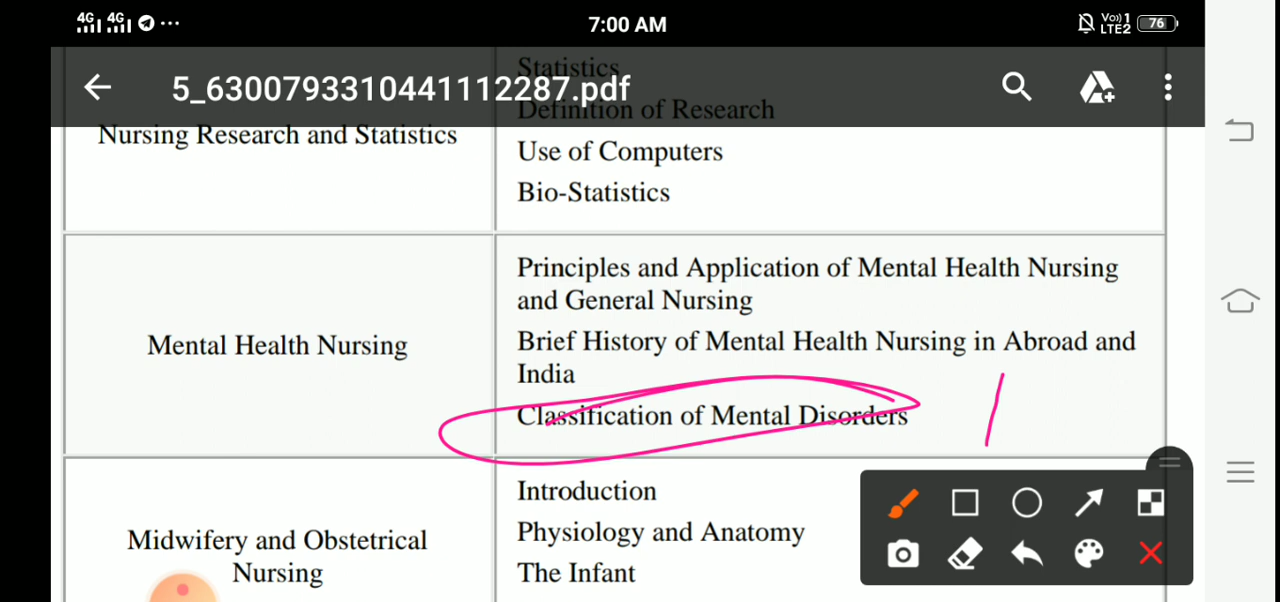 4G 4G 7:00 AM Vo)) 1 LTE2 76
Statistics
5_6300793310441112287.pdf
Definition of Research
Nursing Research and Statistics
Use of Computers
Bio-Statistics
Principles and Application of Mental Health Nursing
and General Nursing
Mental Health Nursing
Brief History of Mental Health Nursing in Abroad and
India
Classification of Mental Disorders
Introduction
Midwifery and Obstetrical
Nursing
Physiology and Anatomy
The Infant